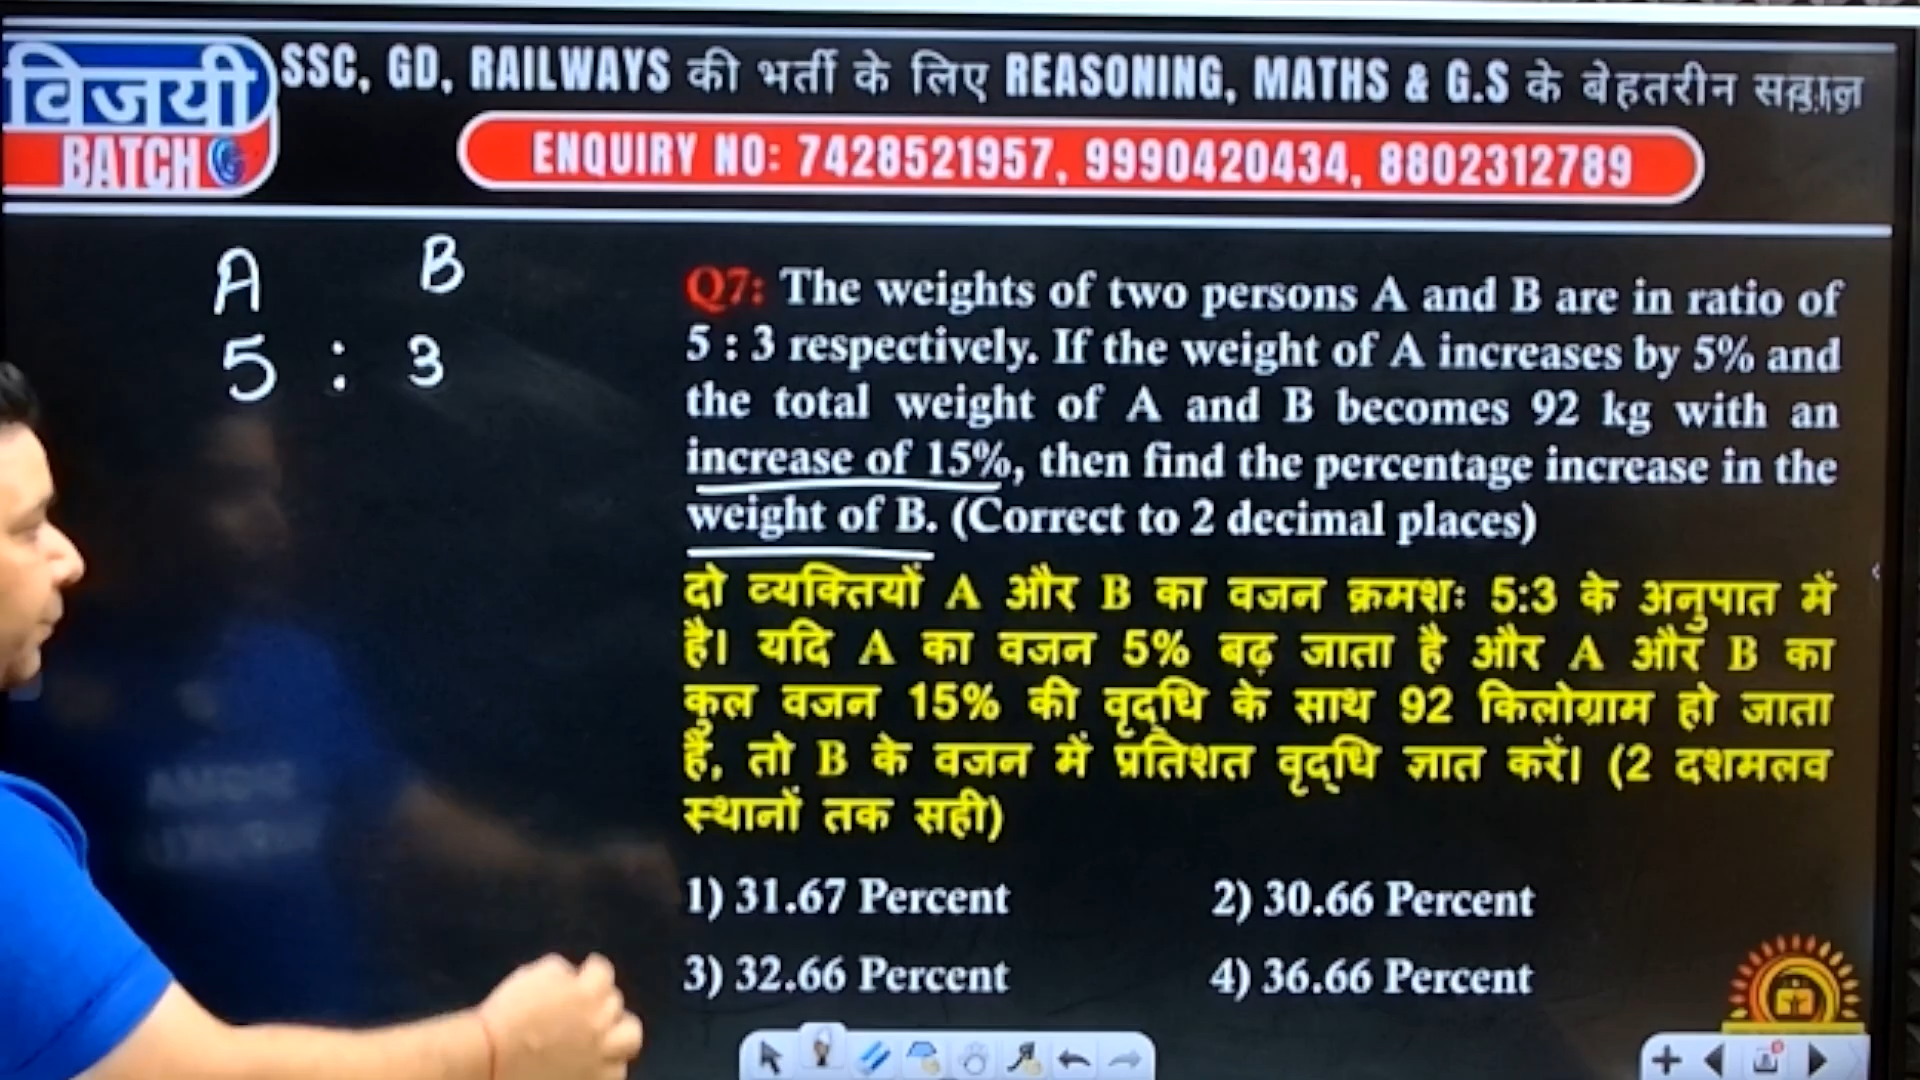 विजयी
BATCH
SSC, GD, RAILWAYS की भर्ती के लिए REASONING, MATHS & G.S के बेहतरीन सवाल
ENQUIRY NO: 7428521957, 9990420434, 8802312789
A B
5 : 3
Q7: The weights of two persons A and B are in ratio of
5 : 3 respectively. If the weight of A increases by 5% and
the total weight of A and B becomes 92 kg with an
increase of 15%, then find the percentage increase in the
weight of B. (Correct to 2 decimal places)
दो व्यक्तियों A और B का वजन क्रमशः 5:3 के अनुपात में
है। यदि A का वजन 5% बढ़ जाता है और A और B का
कुल वजन 15% की वृद्धि के साथ 92 किलोग्राम हो जाता
है, तो B के वजन में प्रतिशत वृद्धि ज्ञात करें। (2 दशमलव
स्थानों तक सही)
1) 31.67 Percent 2) 30.66 Percent
3) 32.66 Percent 4) 36.66 Percent